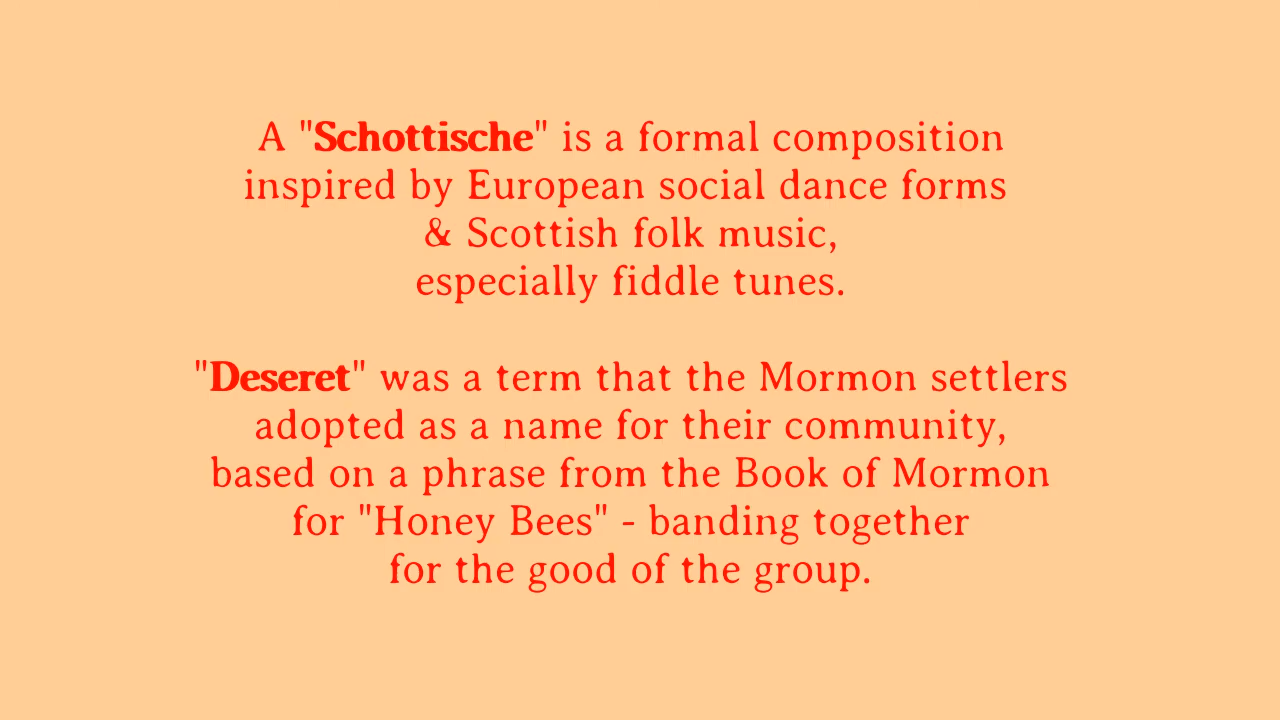 A "Schottische" is a formal composition
inspired by European social dance forms
& Scottish folk music,
especially fiddle tunes.
"Deseret" was a term that the Mormon settlers
adopted as a name for their community,
based on a phrase from the Book of Mormon
for "Honey Bees" - banding together
for the good of the group.